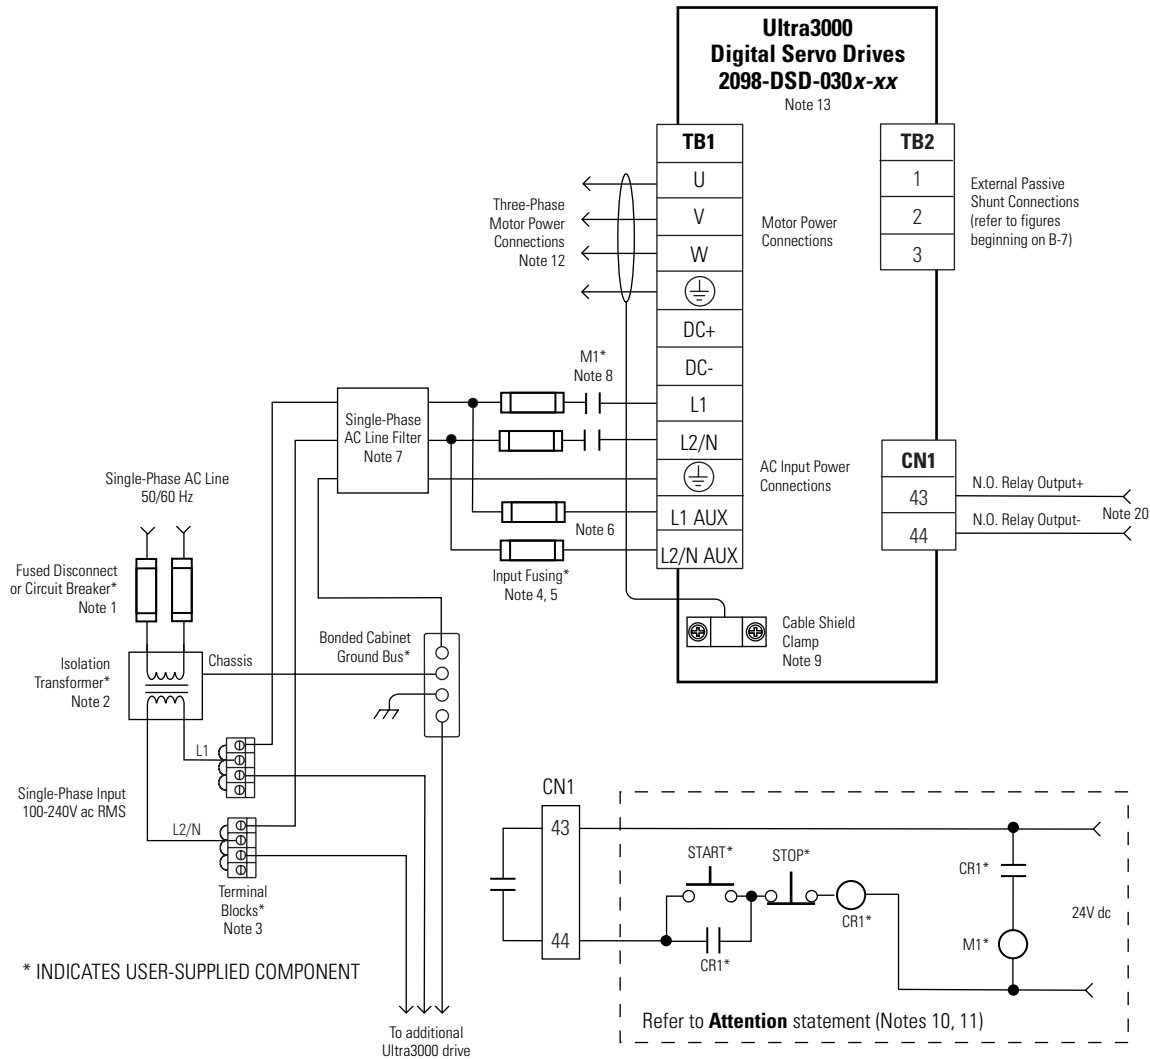 Ultra3000
Digital Servo Drives
2098-DSD-030x-xx
Note 13
TB1
U
V
W
DC+
DC-
L1
L2/N
L1 AUX
L2/N AUX
TB2
1
2
3
External Passive
Shunt Connections
(refer to figures
beginning on B-7)
Three-Phase
Motor Power
Connections
Note 12
Motor Power
Connections
M1*
Note 8
Single-Phase
AC Line Filter
Note 7
AC Input Power
Connections
CN1
43
44
N.O. Relay Output+
N.O. Relay Output-
Note 20
Single-Phase AC Line
50/60 Hz
Note 6
Input Fusing*
Note 4, 5
Fused Disconnect
or Circuit Breaker*
Note 1
Isolation
Transformer*
Note 2
Chassis
Bonded Cabinet
Ground Bus*
Cable Shield
Clamp
Note 9
L1
Single-Phase Input
100-240V ac RMS
L2/N
Terminal
Blocks*
Note 3
* INDICATES USER-SUPPLIED COMPONENT
To additional
Ultra3000 drive
CN1
43
44
START*
STOP*
CR1*
CR1*
CR1*
M1*
24V dc
Refer to Attention statement (Notes 10, 11)